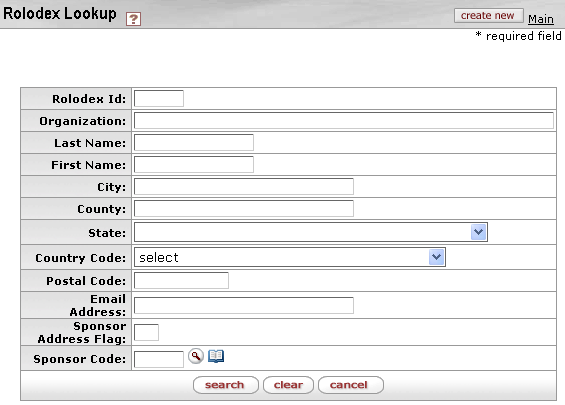 Rolodex Lookup ? create new Main
* required field
Rolodex Id:
Organization:
Last Name:
First Name:
City:
County:
State:
Country Code: select
Postal Code:
Email
Address:
Sponsor
Address Flag:
Sponsor Code:
search clear cancel